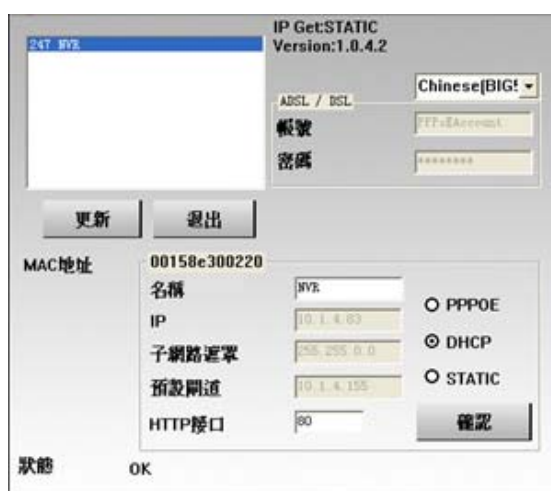 247 NVR
IP Get:STATIC
Version:1.0.4.2
Chinese(BIG5
ADSL / DSL
帳號
PPPoEAccount
密碼
********
更新
退出
MAC地址
00158e300220
名稱
NVR
IP
10.1.4.83
子網路遮罩
255.255.0.0
預設閘道
10.1.4.155
HTTP接口
80
PPPOE
DHCP
STATIC
確認
狀態
OK